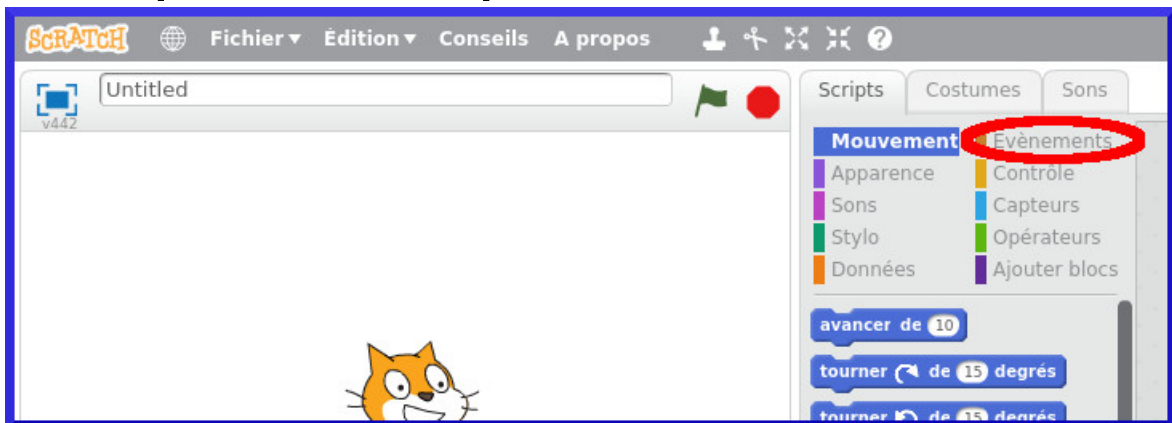 SCRATCH Fichier Édition Conseils A propos
Untitled
v442
Scripts Costumes Sons
Mouvement Evènements
Apparence Contrôle
Sons Capteurs
Stylo Opérateurs
Données Ajouter blocs
avancer de 10
tourner de 15 degrés
tourner de 15 degrés